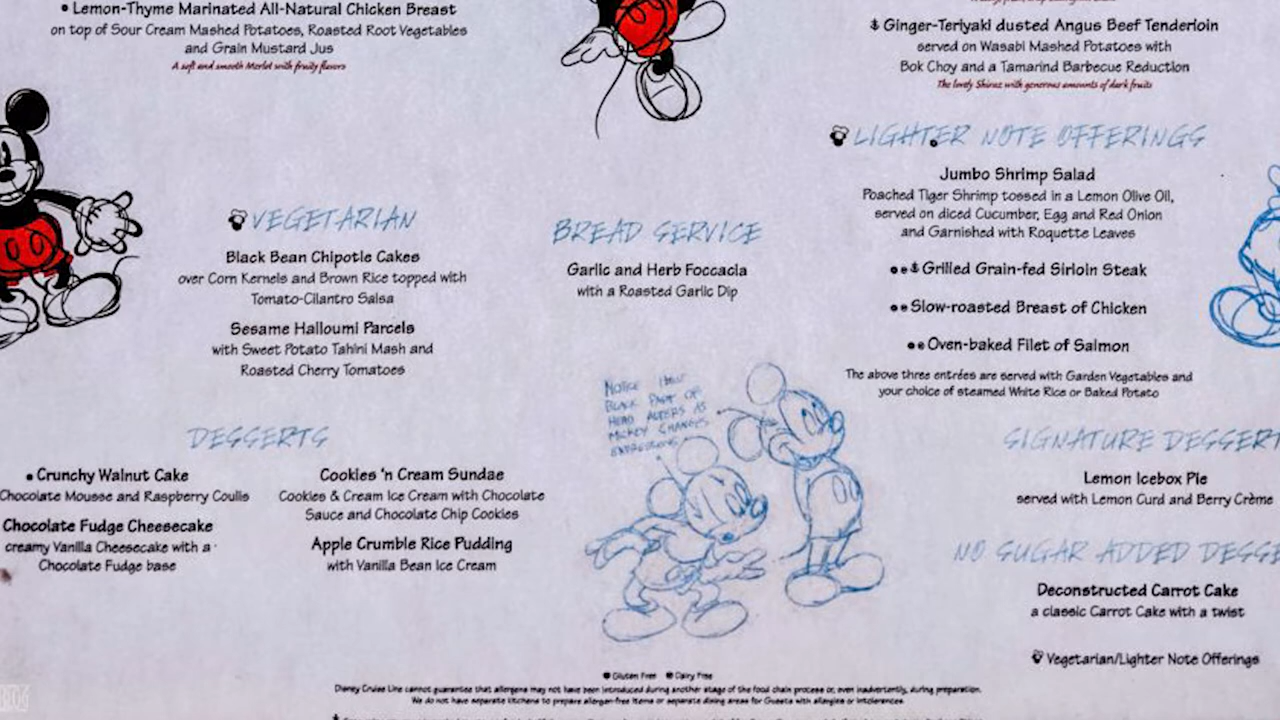 • Lemon-Thyme Marinated All-Natural Chicken Breast
on top of Sour Cream Mashed Potatoes, Roasted Root Vegetables
and Grain Mustard Jus
A soft and smooth Merlot with fruity flavors
Ginger-Teriyaki dusted Angus Beef Tenderloin
served on Wasabi Mashed Potatoes with
Bok Choy and a Tamarind Barbecue Reduction
The lovely Shiraz with generous amounts of dark fruits
LIGHTER NOTE OFFERINGS
Jumbo Shrimp Salad
Poached Tiger Shrimp tossed in a Lemon Olive Oil,
served on diced Cucumber, Egg and Red Onion
and Garnished with Roquette Leaves
Grilled Grain-fed Sirloin Steak
Slow-roasted Breast of Chicken
Oven-baked Filet of Salmon
The above three entrées are served with Garden Vegetables and
your choice of steamed White Rice or Baked Potato
VEGETARIAN
Black Bean Chipotle Cakes
over Corn Kernels and Brown Rice topped with
Tomato-Cilantro Salsa
Sesame Halloumi Parcels
with Sweet Potato Tahini Mash and
Roasted Cherry Tomatoes
BREAD SERVICE
Garlic and Herb Foccacia
with a Roasted Garlic Dip
NOTICE HOW
BLACK PART OF
HEAD ALTERS AS
MICKEY CHANGES
EXPRESSIONS
DESSERTS
• Crunchy Walnut Cake
Chocolate Mousse and Raspberry Coulis
Chocolate Fudge Cheesecake
creamy Vanilla Cheesecake with a
Chocolate Fudge base
Cookies 'n Cream Sundae
Cookies & Cream Ice Cream with Chocolate
Sauce and Chocolate Chip Cookies
Apple Crumble Rice Pudding
with Vanilla Bean Ice Cream
SIGNATURE DESSERT
Lemon Icebox Pie
served with Lemon Curd and Berry Crème
NO SUGAR ADDED DESSE
Deconstructed Carrot Cake
a classic Carrot Cake with a twist
Vegetarian/Lighter Note Offerings
Gluten Free Dairy Free
Disney Cruise Line cannot guarantee that allergens may not have been introduced during another stage of the food chain process or, even inadvertently, during preparation.
We do not have separate kitchens to prepare allergen-free items or separate dining areas for Guests with allergies or intolerances.